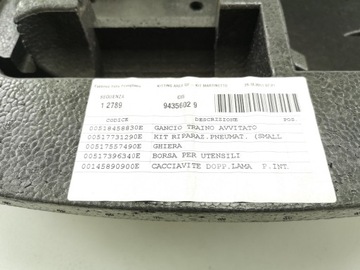 SEQUENZA
1 2789
9435602 9
CODICE DESCRIZIONE POS.
00518458830E GANCIO TRAINO AVVITATO
00517731290E KIT RIPARAZ.PNEUMAT. (SMALL
00517557490E GHIERA
00517396340E BORSA PER UTENSILI
00145890900E CACCIAVITE DOPP.LAMA P.INT.